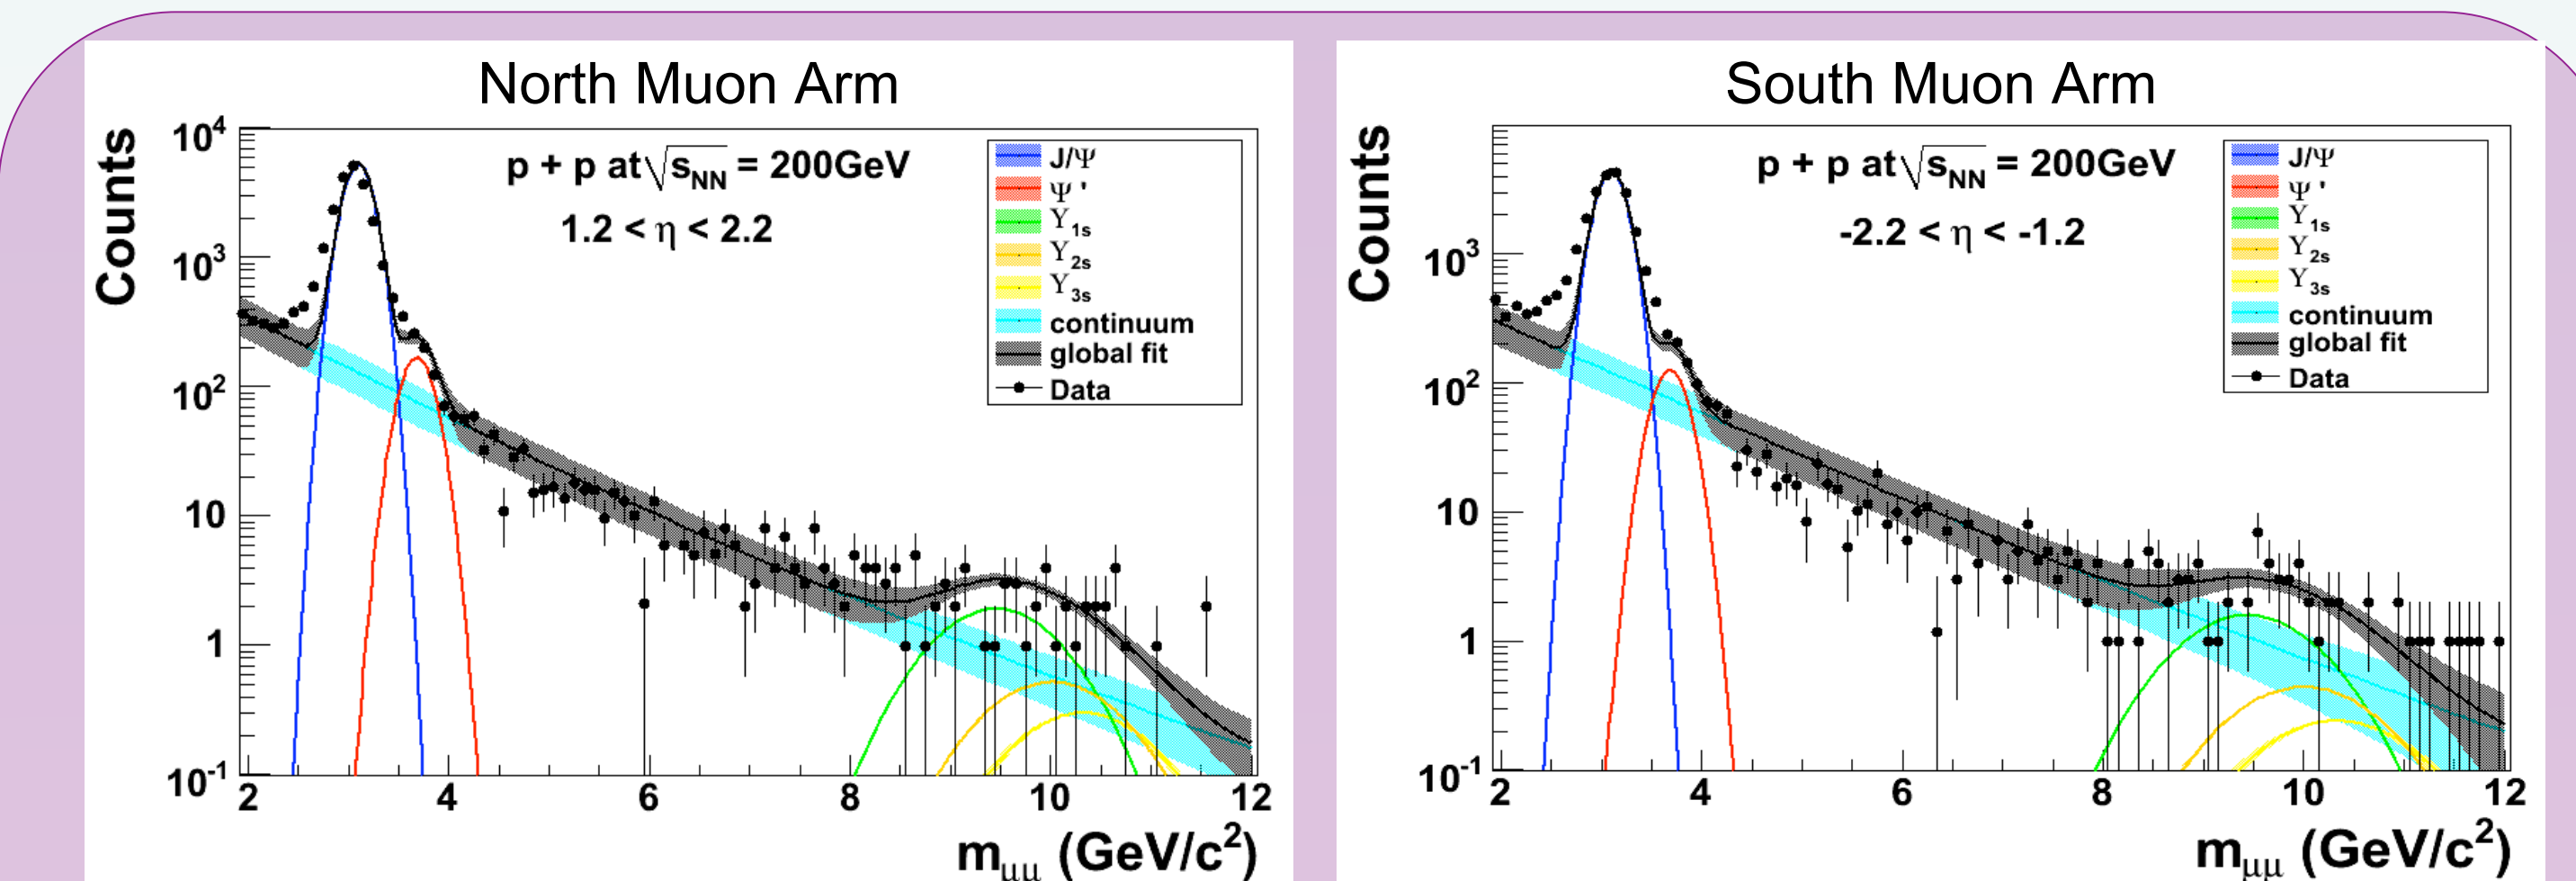 North Muon Arm
Counts
10⁴
10³
10²
10
1
10⁻¹
p + p at √s_NN = 200GeV
1.2 < η < 2.2
J/Ψ
Ψ '
Υ1s
Υ2s
Υ3s
continuum
global fit
Data
2 4 6 8 10 12
mμμ (GeV/c²)
South Muon Arm
Counts
10³
10²
10
1
10⁻¹
p + p at √s_NN = 200GeV
-2.2 < η < -1.2
J/Ψ
Ψ '
Υ1s
Υ2s
Υ3s
continuum
global fit
Data
2 4 6 8 10 12
mμμ (GeV/c²)